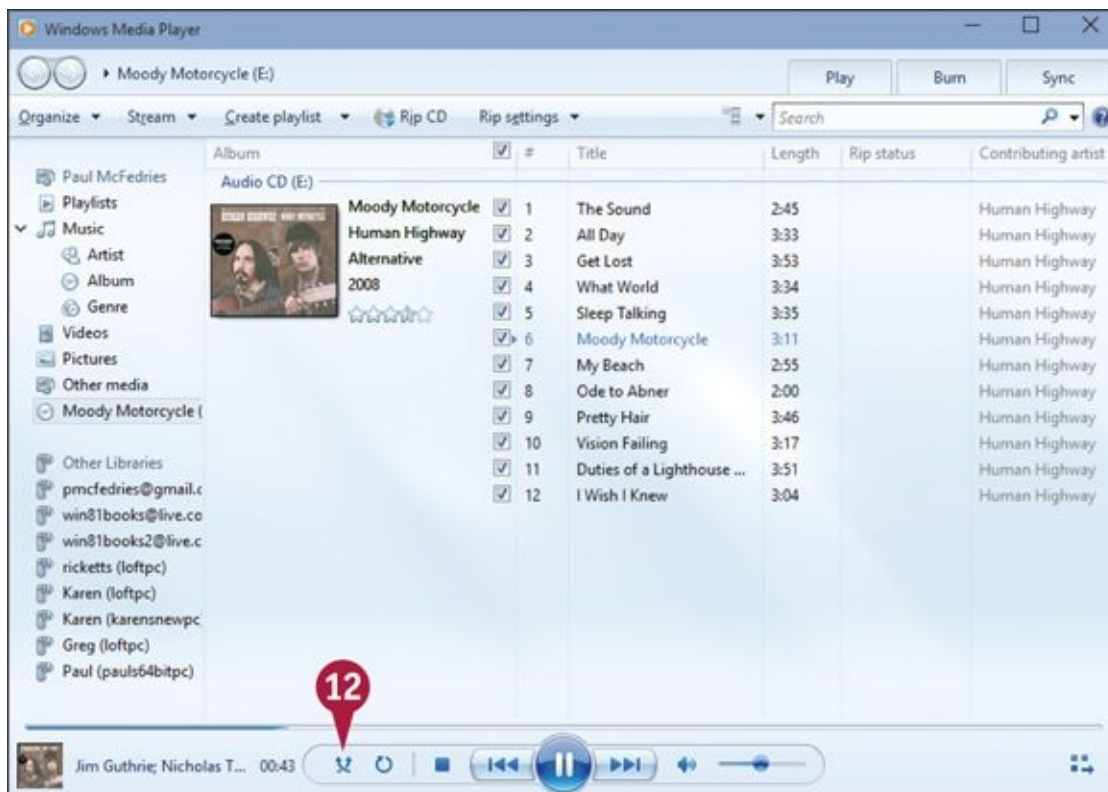 Windows Media Player
Moody Motorcycle (E:)
Play Burn Sync
Organize Stream Create playlist Rip CD Rip settings Search
Album # Title Length Rip status Contributing artist
Paul McFedries
Playlists
Music
Artist
Album
Genre
Videos
Pictures
Other media
Moody Motorcycle (
Other Libraries
pmcfedries@gmail.c
win81books@live.co
win81books2@live.c
ricketts (loftpc)
Karen (loftpc)
Karen (karensnewpc
Greg (loftpc)
Paul (pauls64bitpc)
Audio CD (E:)
Moody Motorcycle
Human Highway
Alternative
2008
1 The Sound 2:45 Human Highway
2 All Day 3:33 Human Highway
3 Get Lost 3:53 Human Highway
4 What World 3:34 Human Highway
5 Sleep Talking 3:35 Human Highway
6 Moody Motorcycle 3:11 Human Highway
7 My Beach 2:55 Human Highway
8 Ode to Abner 2:00 Human Highway
9 Pretty Hair 3:46 Human Highway
10 Vision Failing 3:17 Human Highway
11 Duties of a Lighthouse ... 3:51 Human Highway
12 I Wish I Knew 3:04 Human Highway
12
Jim Guthrie; Nicholas T... 00:43